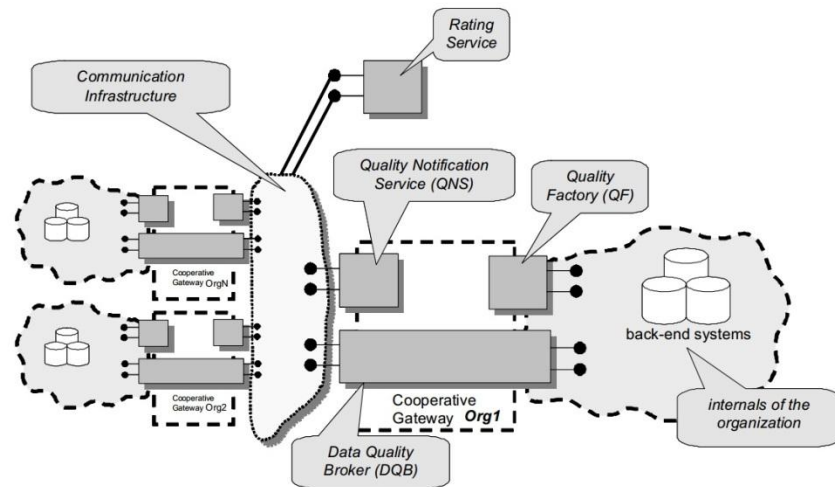 Rating
Service
Communication
Infrastructure
Quality Notification
Service (QNS)
Quality
Factory (QF)
Cooperative
Gateway OrgN
back-end systems
Cooperative
Gateway Org2
Cooperative
Gateway Org1
internals of the
organization
Data Quality
Broker (DQB)